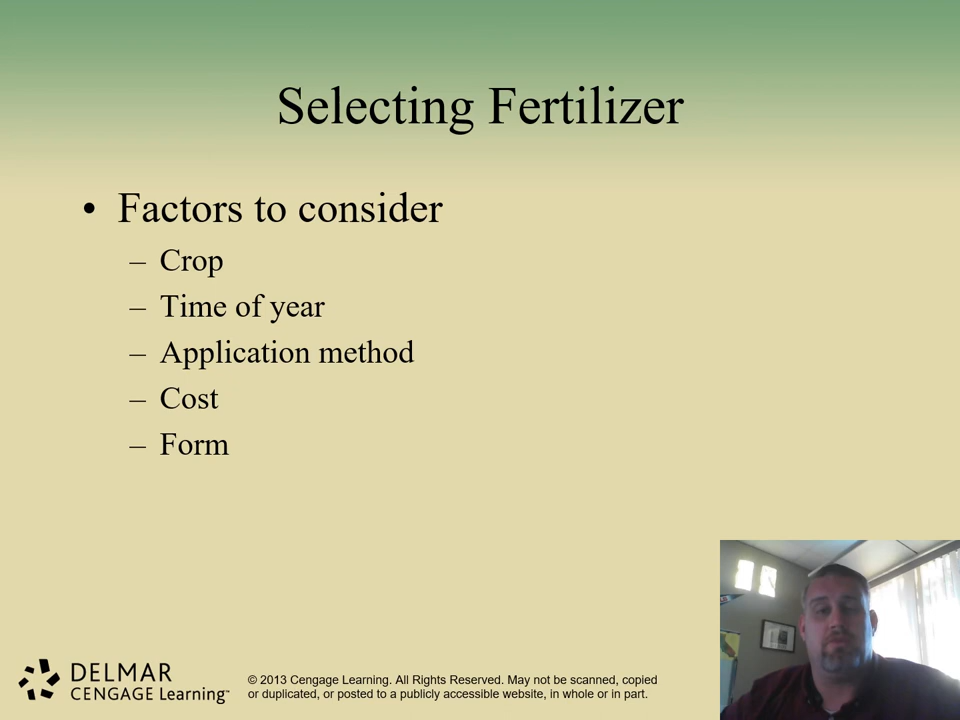 Selecting Fertilizer
• Factors to consider
– Crop
– Time of year
– Application method
– Cost
– Form
DELMAR
CENGAGE Learning™
© 2013 Cengage Learning. All Rights Reserved. May not be scanned, copied
or duplicated, or posted to a publicly accessible website, in whole or in part.